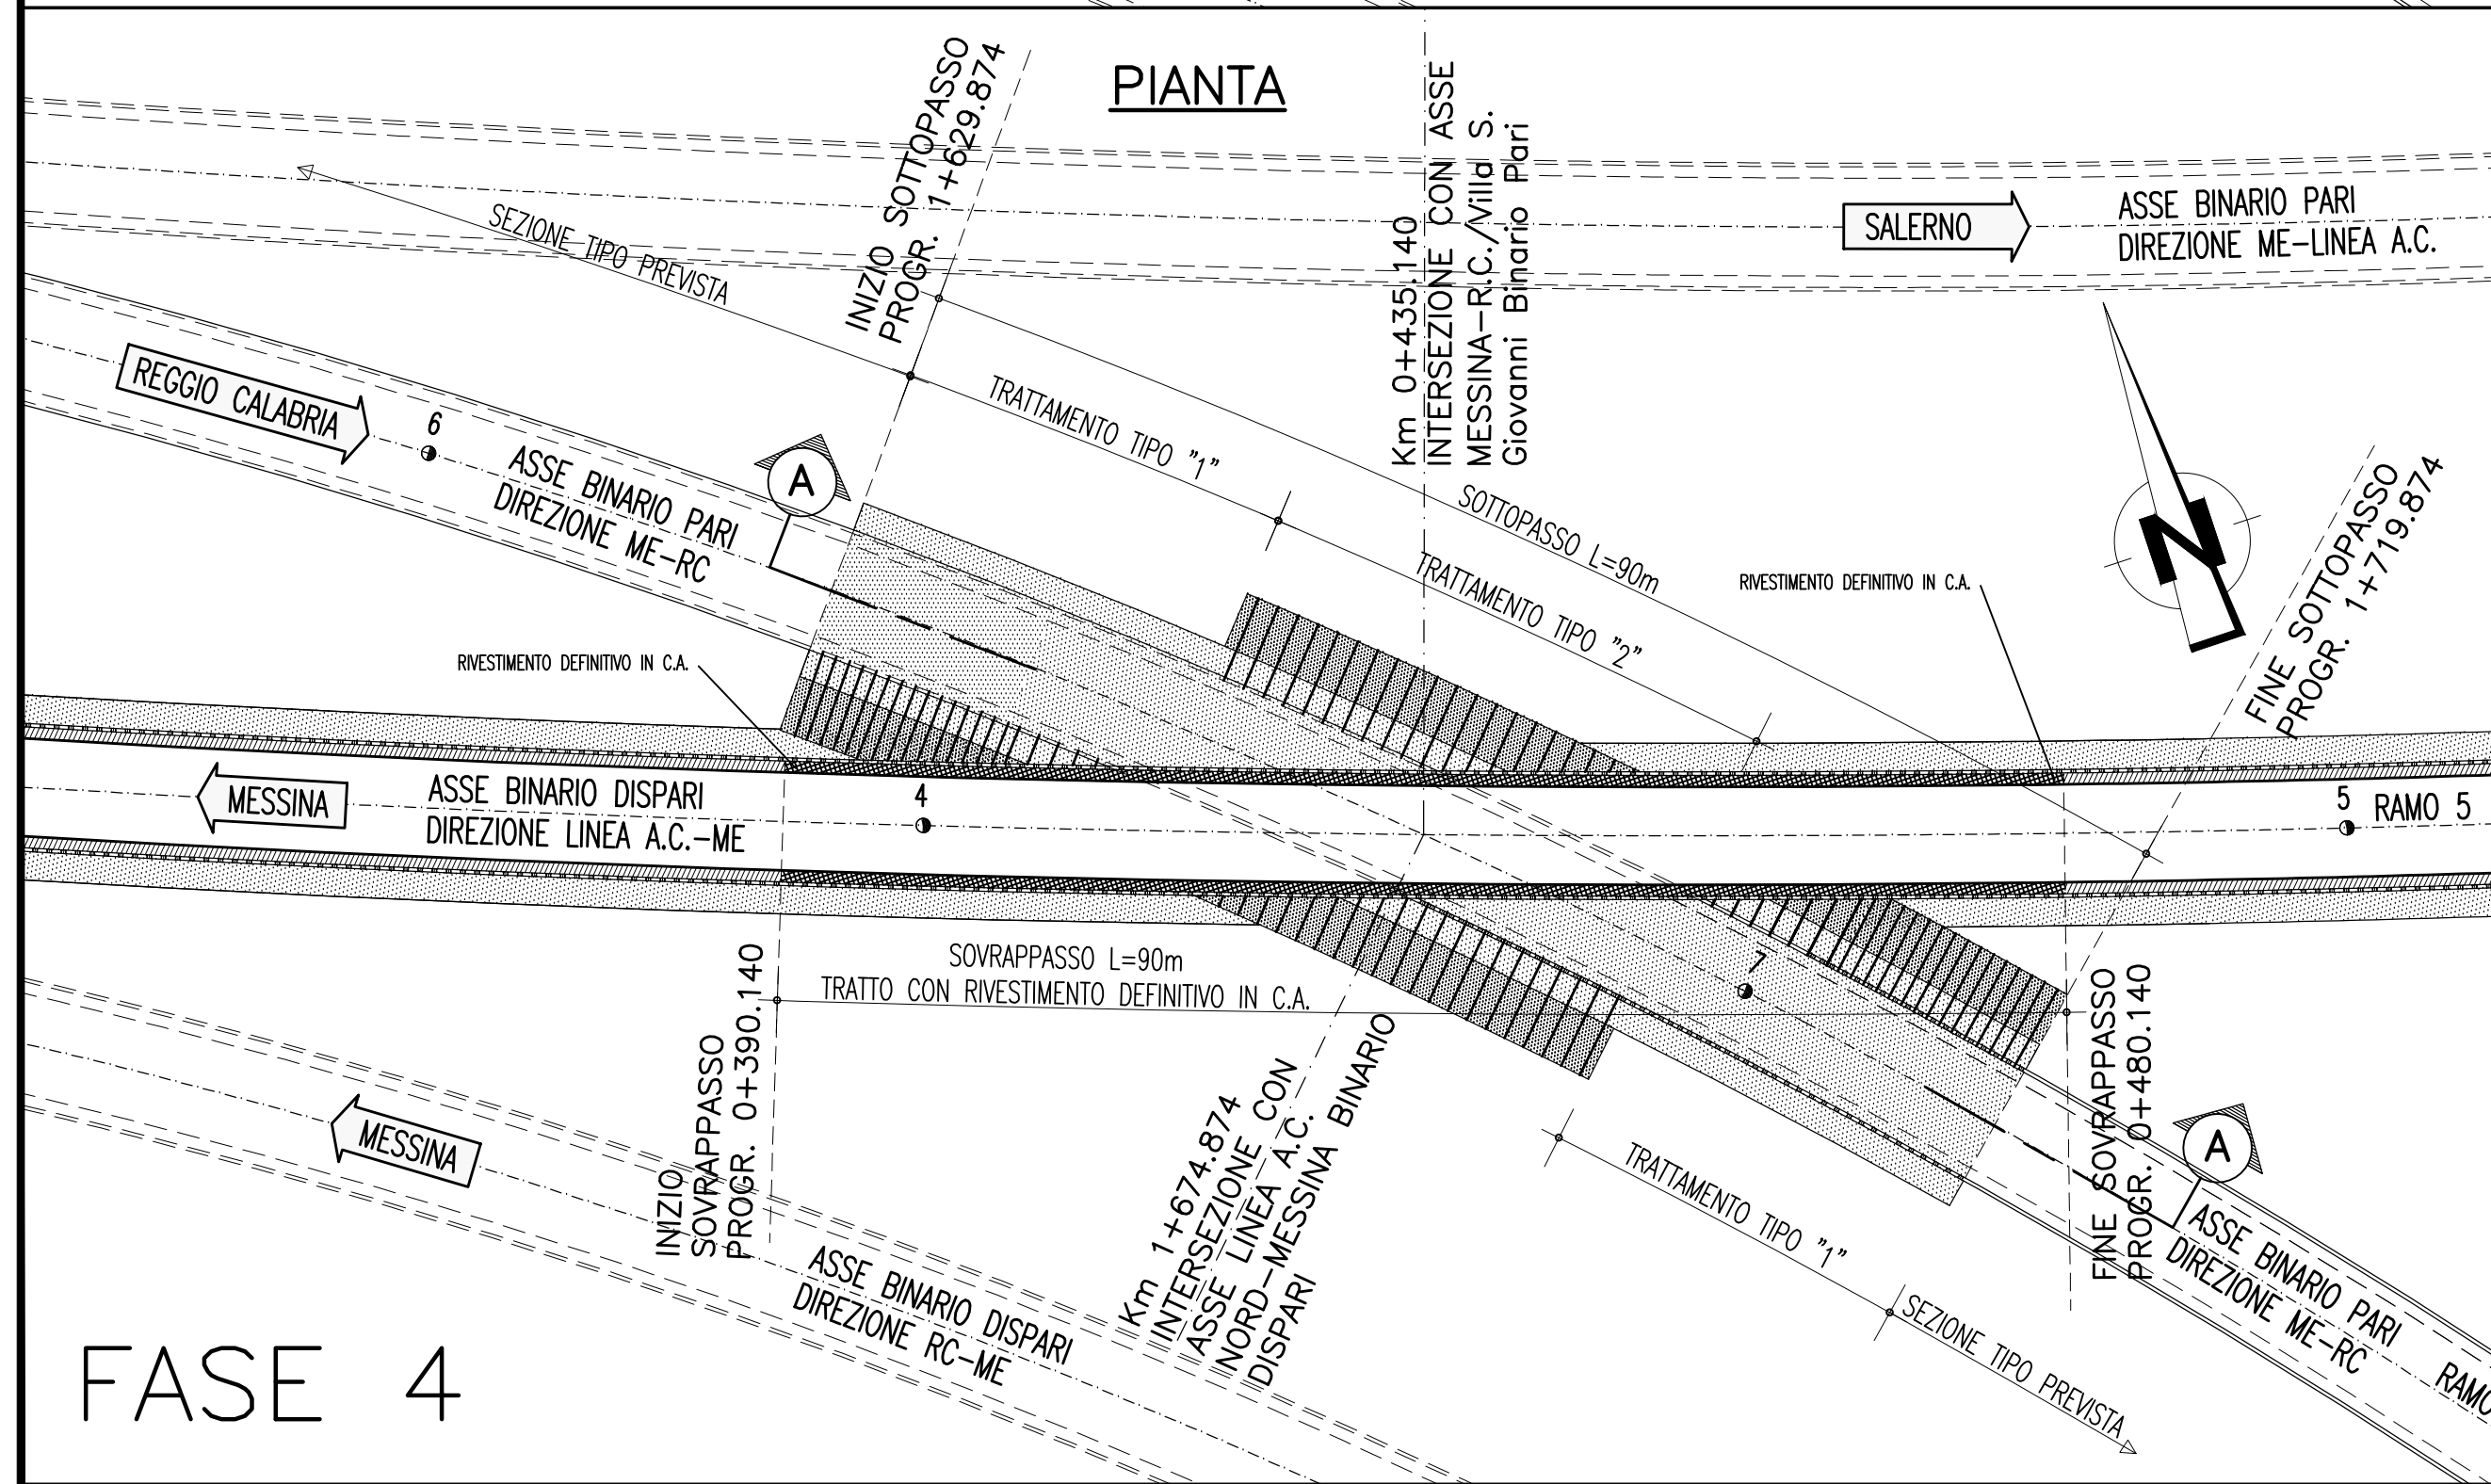 PIANTA
INIZIO SOTTOPASSO
PROGR. 1+629.874
Km 0+435.140
INTERSEZIONE CON ASSE
MESSINA-R.C./Villa S.
Giovanni Binario Pari
SALERNO
ASSE BINARIO PARI
DIREZIONE ME-LINEA A.C.
SEZIONE TIPO PREVISTA
REGGIO CALABRIA
6
ASSE BINARIO PARI
DIREZIONE ME-RC
A
TRATTAMENTO TIPO "1"
SOTTOPASSO L=90m
TRATTAMENTO TIPO "2"
RIVESTIMENTO DEFINITIVO IN C.A.
N
FINE SOTTOPASSO
PROGR. 1+719.874
RIVESTIMENTO DEFINITIVO IN C.A.
MESSINA
ASSE BINARIO DISPARI
DIREZIONE LINEA A.C.-ME
4
5
RAMO 5
SOVRAPPASSO L=90m
TRATTO CON RIVESTIMENTO DEFINITIVO IN C.A.
7
INIZIO
SOVRAPPASSO
PROGR. 0+390.140
MESSINA
ASSE BINARIO DISPARI
DIREZIONE RC-ME
Km 1+674.874
INTERSEZIONE CON
ASSE LINEA A.C.
NORD-MESSINA BINARIO
DISPARI
TRATTAMENTO TIPO "1"
SEZIONE TIPO PREVISTA
FINE SOVRAPPASSO
PROGR. 0+480.140
A
ASSE BINARIO PARI
DIREZIONE ME-RC
RAMO
FASE 4